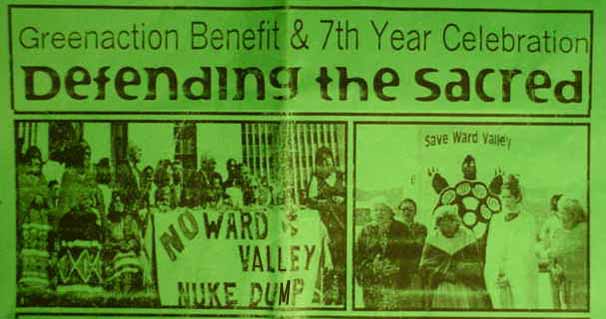 Greenaction Benefit & 7th Year Celebration
Defending the sacred
Save Ward Valley
NO WARD
VALLEY
NUKE DUMP